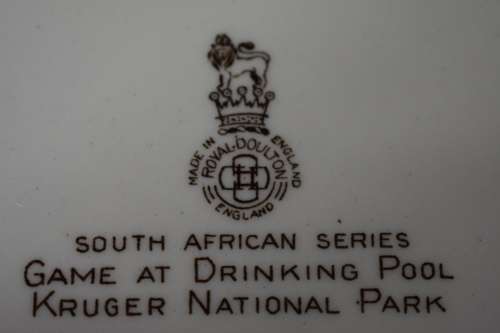 MADE IN ENGLAND
ROYAL·DOULTON
ENGLAND
SOUTH AFRICAN SERIES
GAME AT DRINKING POOL
KRUGER NATIONAL PARK